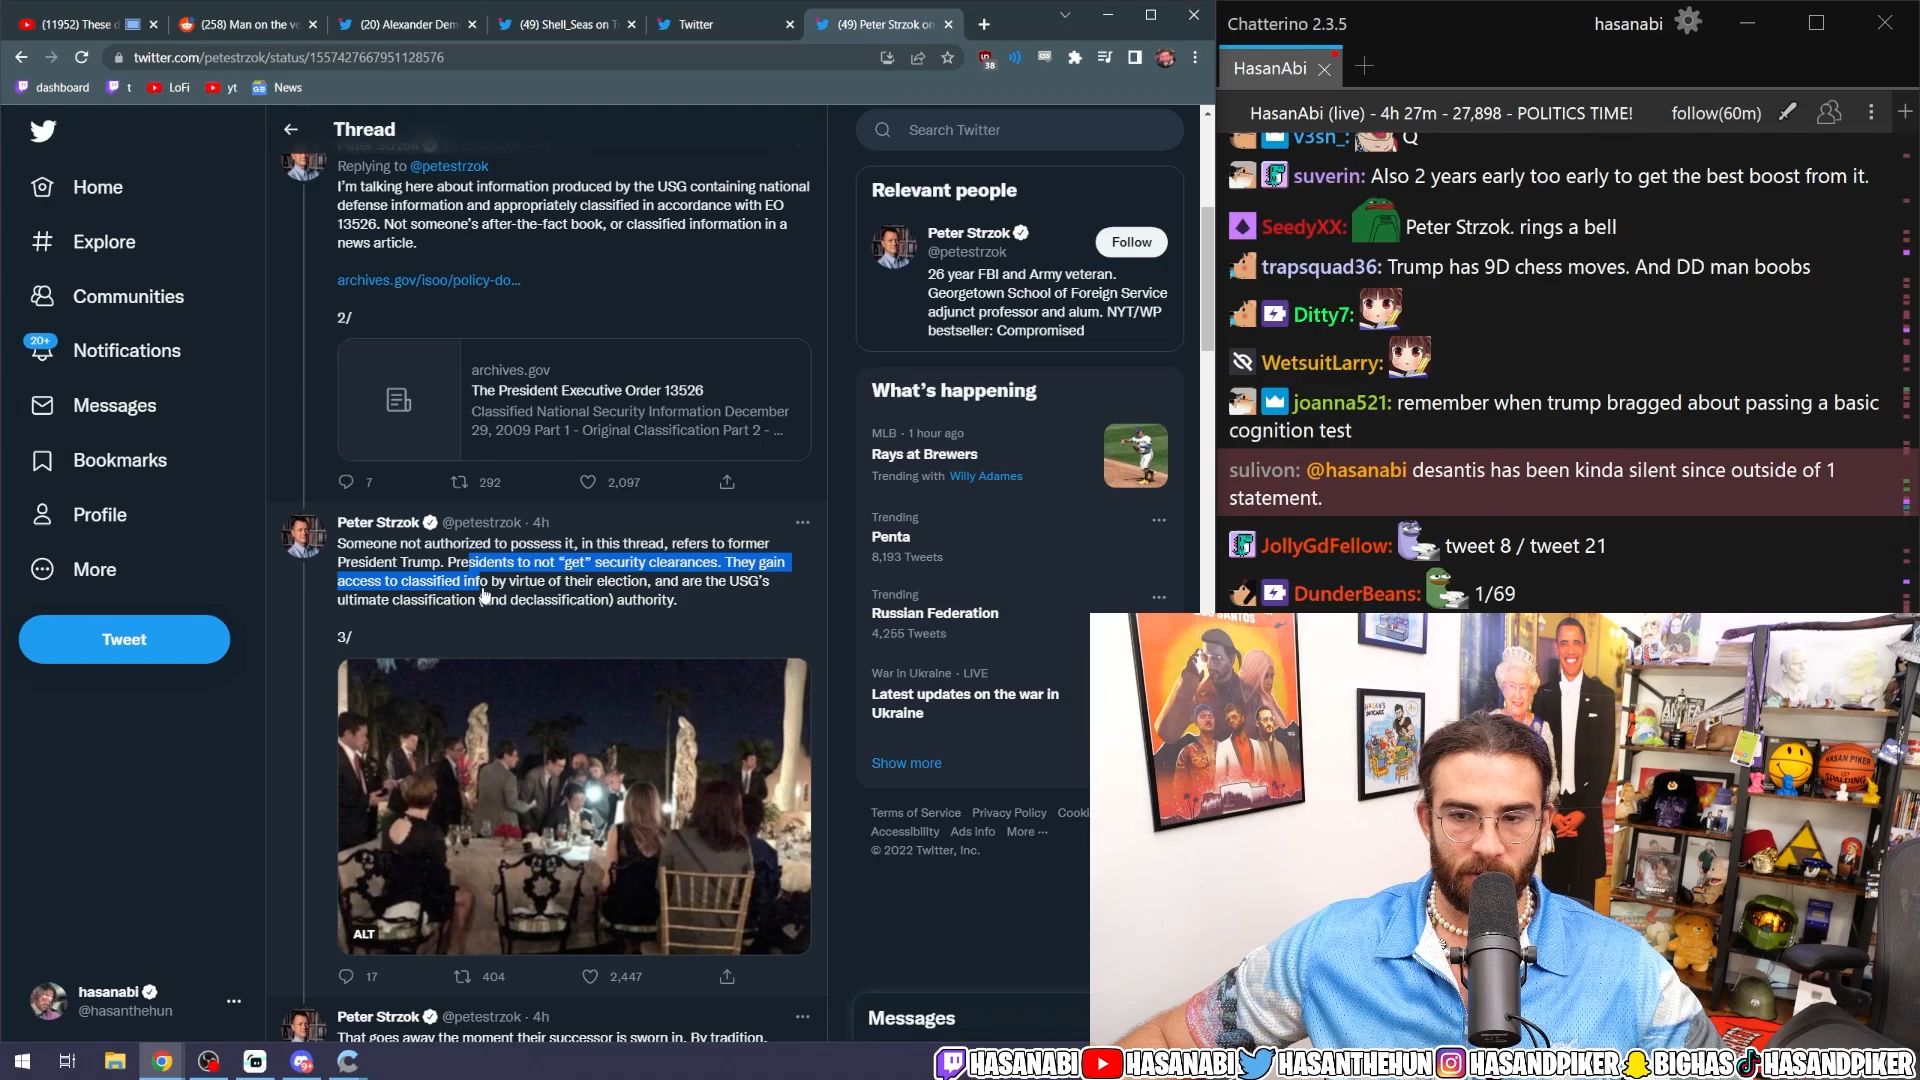 (11952) These d
(258) Man on the ve
(20) Alexander Dem
(49) Shell_Seas on T
Twitter
(49) Peter Strzok on
twitter.com/petestrzok/status/1557427667951128576
38
dashboard
t
LoFi
yt
News
Home
Explore
Communities
20+
Notifications
Messages
Bookmarks
Profile
More
Tweet
hasanabi
@hasanthehun
Thread
Replying to @petestrzok
I'm talking here about information produced by the USG containing national
defense information and appropriately classified in accordance with EO
13526. Not someone's after-the-fact book, or classified information in a
news article.
archives.gov/isoo/policy-do...
2/
archives.gov
The President Executive Order 13526
Classified National Security Information December
29, 2009 Part 1 - Original Classification Part 2 - ...
7
292
2,097
Peter Strzok @petestrzok · 4h
Someone not authorized to possess it, in this thread, refers to former
President Trump. Presidents to not "get" security clearances. They gain
access to classified info by virtue of their election, and are the USG's
ultimate classification (and declassification) authority.
3/
ALT
17
404
2,447
Peter Strzok @petestrzok · 4h
That goes away the moment their successor is sworn in. By tradition,
Search Twitter
Relevant people
Peter Strzok
@petestrzok
Follow
26 year FBI and Army veteran.
Georgetown School of Foreign Service
adjunct professor and alum. NYT/WP
bestseller: Compromised
What's happening
MLB · 1 hour ago
Rays at Brewers
Trending with Willy Adames
Trending
Penta
8,193 Tweets
Trending
Russian Federation
4,255 Tweets
War in Ukraine · LIVE
Latest updates on the war in
Ukraine
Show more
Terms of Service Privacy Policy Cooki
Accessibility Ads info More ···
© 2022 Twitter, Inc.
Messages
Chatterino 2.3.5
hasanabi
HasanAbi
HasanAbi (live) - 4h 27m - 27,898 - POLITICS TIME!
follow(60m)
v3sh_: Q
suverin: Also 2 years early too early to get the best boost from it.
SeedyXX: Peter Strzok. rings a bell
trapsquad36: Trump has 9D chess moves. And DD man boobs
Ditty7:
WetsuitLarry:
joanna521: remember when trump bragged about passing a basic
cognition test
sulivon: @hasanabi desantis has been kinda silent since outside of 1
statement.
JollyGdFellow: tweet 8 / tweet 21
DunderBeans: 1/69
HASAN PIKER
SPALDING
HASANABI HASANABI HASANTHEHUN HASANDPIKER BIGHAS HASANDPIKER